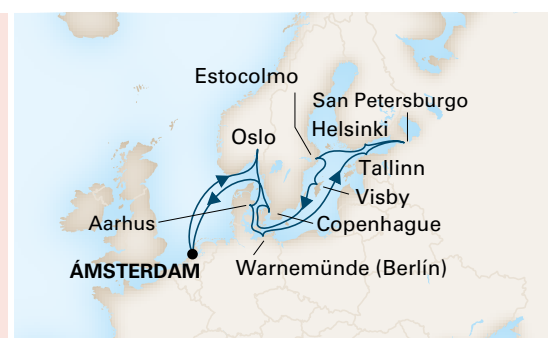 Estocolmo
San Petersburgo
Helsinki
Oslo
Tallinn
Visby
Aarhus
Copenhague
ÁMSTERDAM
Warnemünde (Berlín)